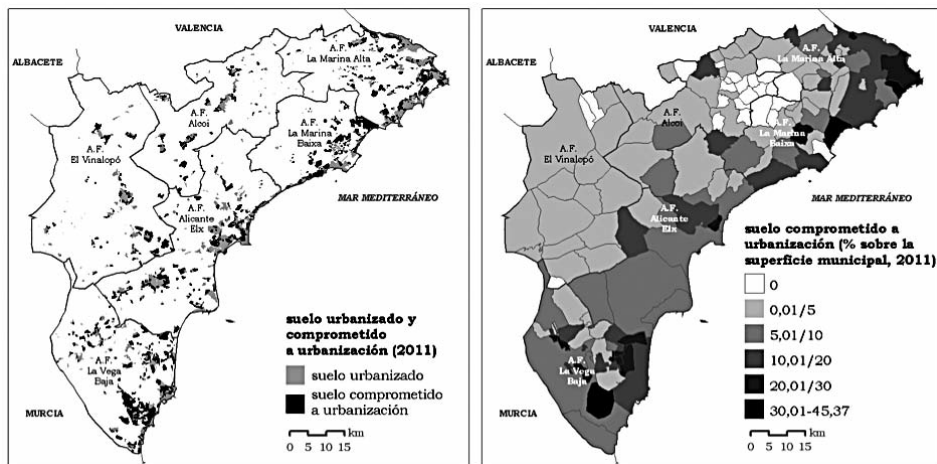 VALENCIA
ALBACETE
A.F.
La Marina Alta
A.F.
Alcoi
A.F.
La Marina
Baixa
A.F.
El Vinalopó
MAR MEDITERRÁNEO
A.F.
Alicante
Elx
A.F.
La Vega
Baja
MURCIA
suelo urbanizado y
comprometido
a urbanización (2011)
suelo urbanizado
suelo comprometido
a urbanización
km
0 5 10 15
VALENCIA
ALBACETE
A.F.
La Marina Alta
A.F.
Alcoi
A.F.
La Marina
Baixa
A.F.
El Vinalopó
MAR MEDITERRÁNEO
A.F.
Alicante
Elx
A.F.
La Vega
Baja
MURCIA
suelo comprometido a
urbanización (% sobre la
superficie municipal, 2011)
0
0,01/5
5,01/10
10,01/20
20,01/30
30,01-45,37
km
0 5 10 15